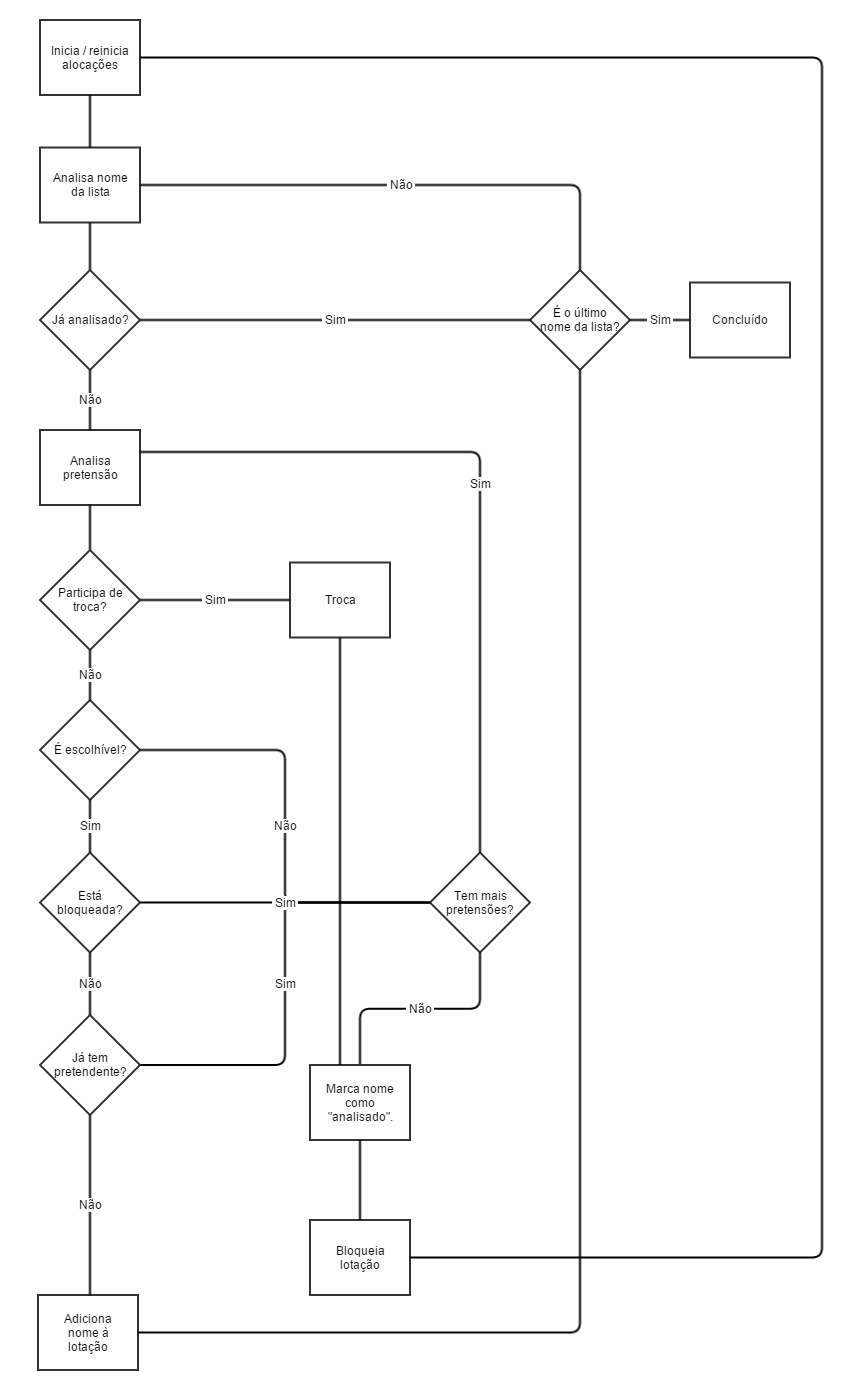 Inicia / reinicia
alocações
Analisa nome
da lista
Não
Já analisado?
Sim
É o último
nome da lista?
Sim
Concluído
Não
Analisa
pretensão
Sim
Participa de
troca?
Sim
Troca
Não
É escolhível?
Sim
Não
Está
bloqueada?
Sim
Tem mais
pretensões?
Não
Sim
Não
Já tem
pretendente?
Marca nome
como
"analisado".
Não
Bloqueia
lotação
Adiciona
nome à
lotação